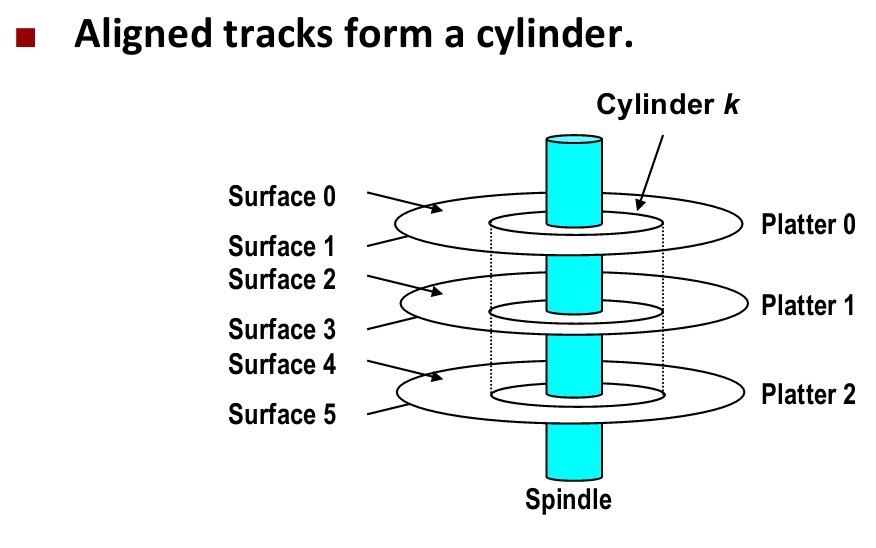 Aligned tracks form a cylinder.
Cylinder k
Surface 0
Platter 0
Surface 1
Surface 2
Platter 1
Surface 3
Surface 4
Platter 2
Surface 5
Spindle